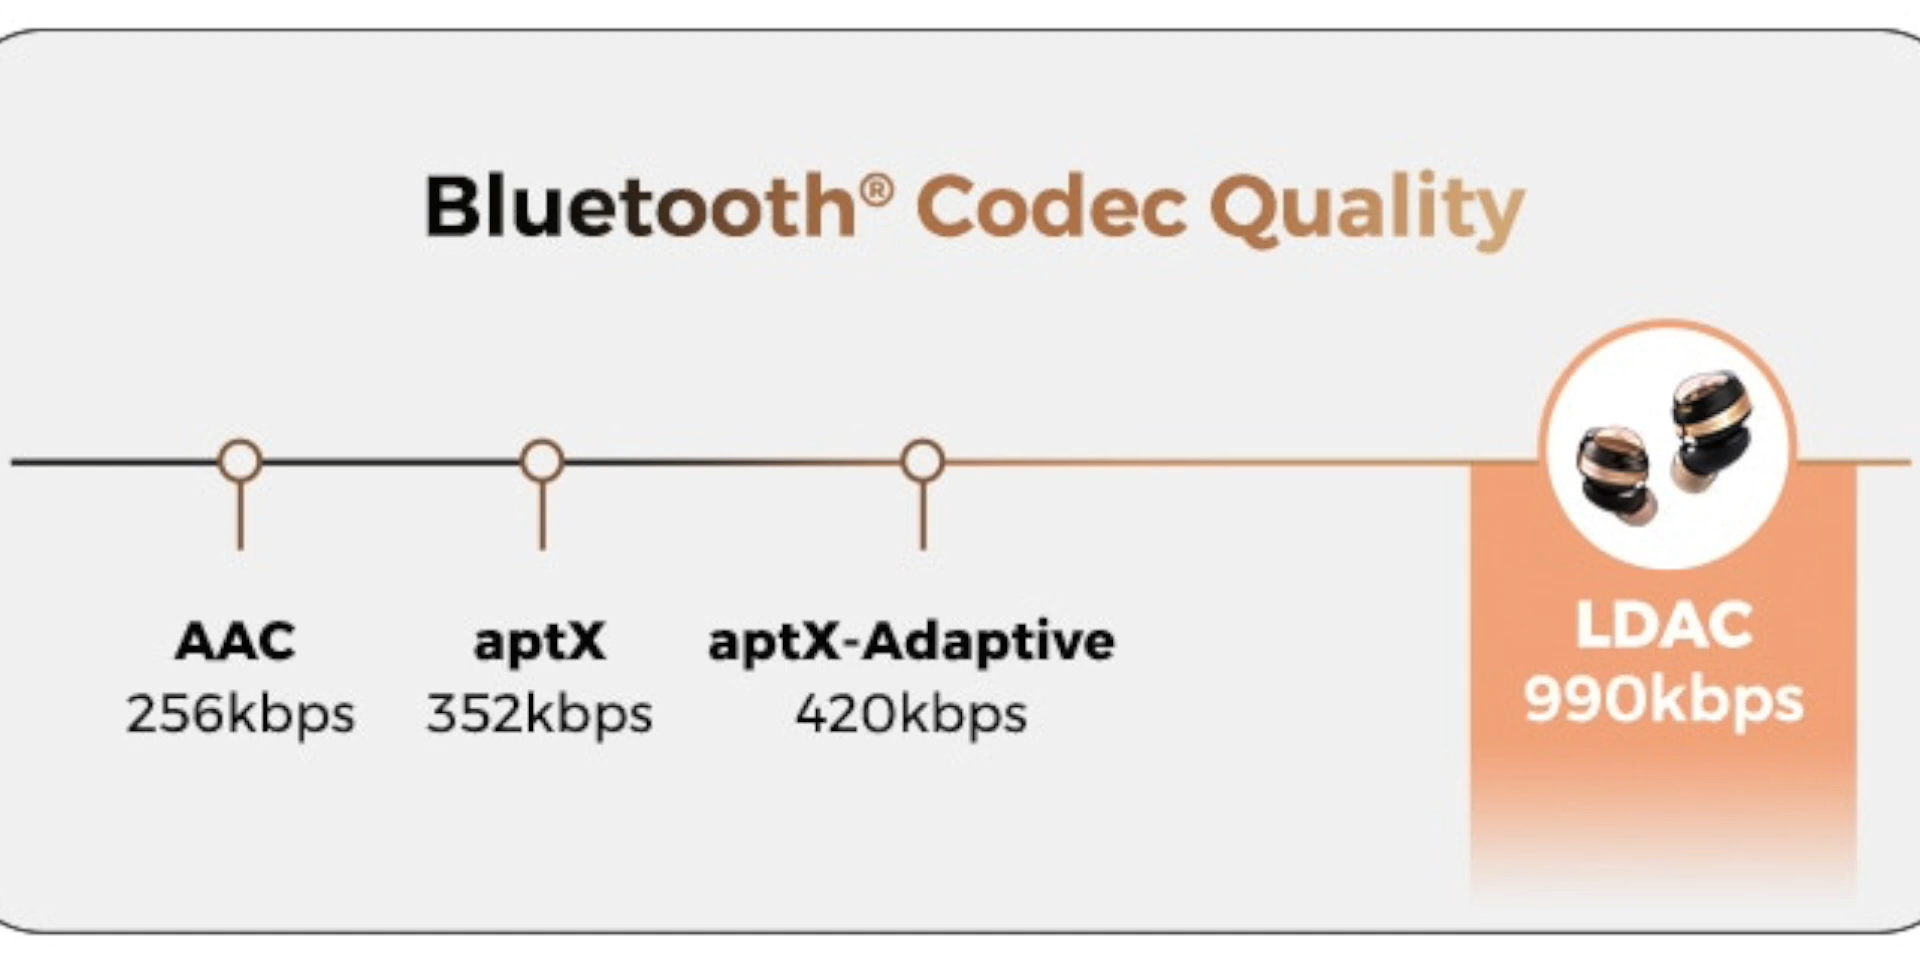 Bluetooth® Codec Quality
AAC
256kbps
aptX
352kbps
aptX-Adaptive
420kbps
LDAC
990kbps